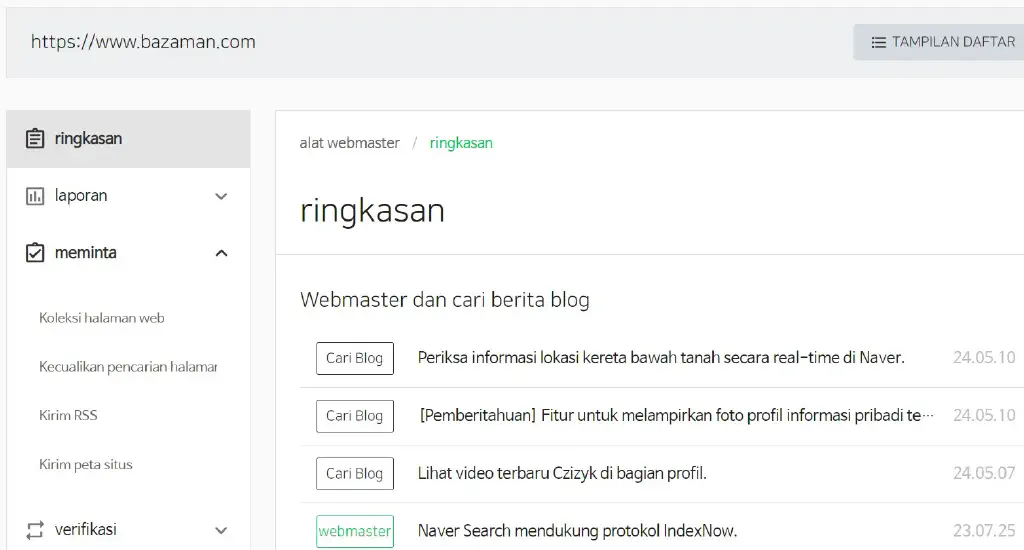 https://www.bazaman.com
TAMPILAN DAFTAR
ringkasan
laporan
meminta
Koleksi halaman web
Kecualikan pencarian halamar
Kirim RSS
Kirim peta situs
verifikasi
alat webmaster / ringkasan
ringkasan
Webmaster dan cari berita blog
Cari Blog Periksa informasi lokasi kereta bawah tanah secara real-time di Naver. 24.05.10
Cari Blog [Pemberitahuan] Fitur untuk melampirkan foto profil informasi pribadi te··· 24.05.10
Cari Blog Lihat video terbaru Czizyk di bagian profil. 24.05.07
webmaster Naver Search mendukung protokol IndexNow. 23.07.25